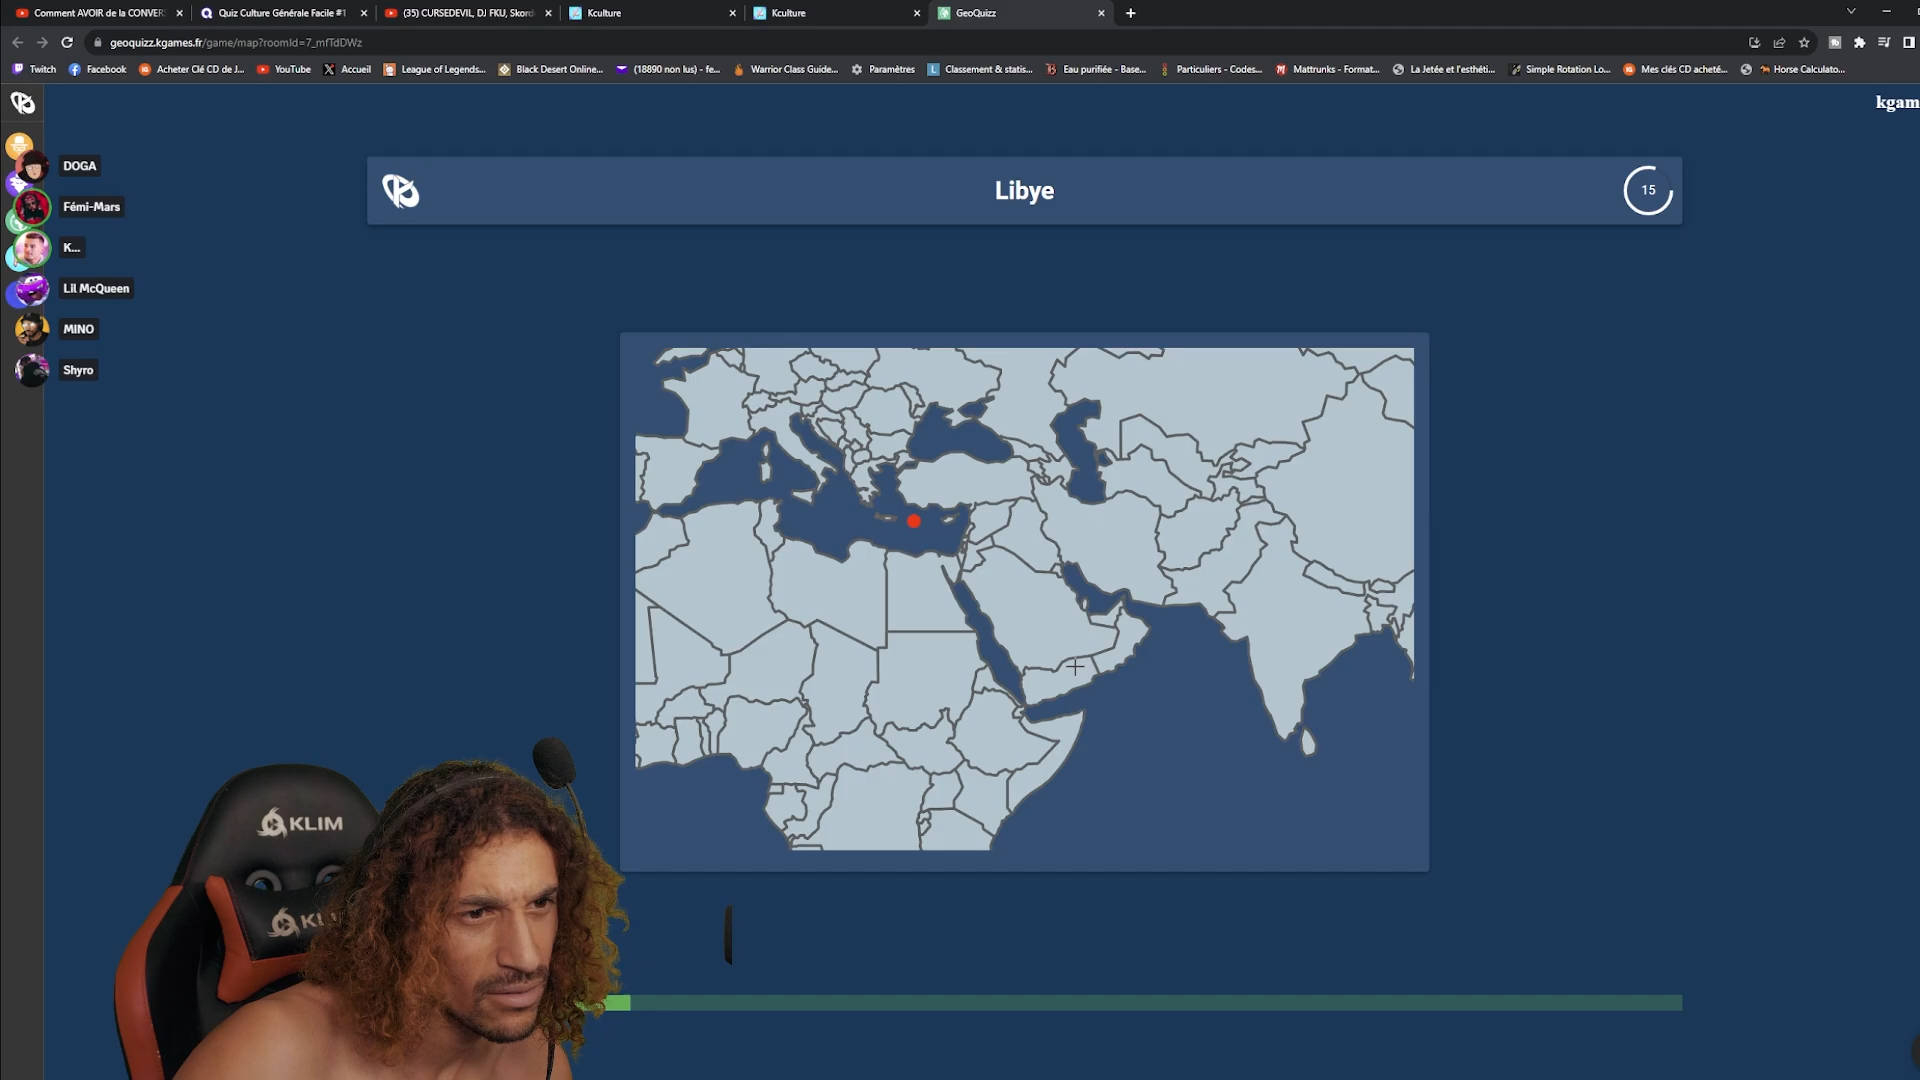 Comment AVOIR de la CONVER
Quiz Culture Générale Facile #1
(35) CURSEDEVIL, DJ FKU, Skord
Kculture
Kculture
GeoQuizz
geoquizz.kgames.fr/game/map?roomId=7_mfTdDWz
Twitch
Facebook
Acheter Clé CD de J...
YouTube
Accueil
League of Legends...
Black Desert Online...
(18890 non lus) - fe...
Warrior Class Guide...
Paramètres
Classement & statis...
Eau purifiée - Base...
Particuliers - Codes...
Mattrunks - Format...
La Jetée et l'esthéti...
Simple Rotation Lo...
Mes clés CD acheté...
Horse Calculato...
kgam
DOGA
Fémi-Mars
K...
Lil McQueen
MINO
Shyro
Libye
15
KLIM
KLI